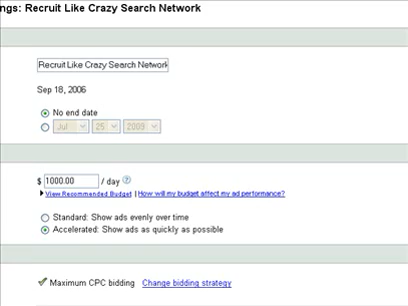 ngs: Recruit Like Crazy Search Network
Recruit Like Crazy Search Network
Sep 18, 2006
No end date
Jul 25 2009
$ 1000.00 / day ?
View Recommended Budget | How will my budget affect my ad performance?
Standard: Show ads evenly over time
Accelerated: Show ads as quickly as possible
Maximum CPC bidding Change bidding strategy